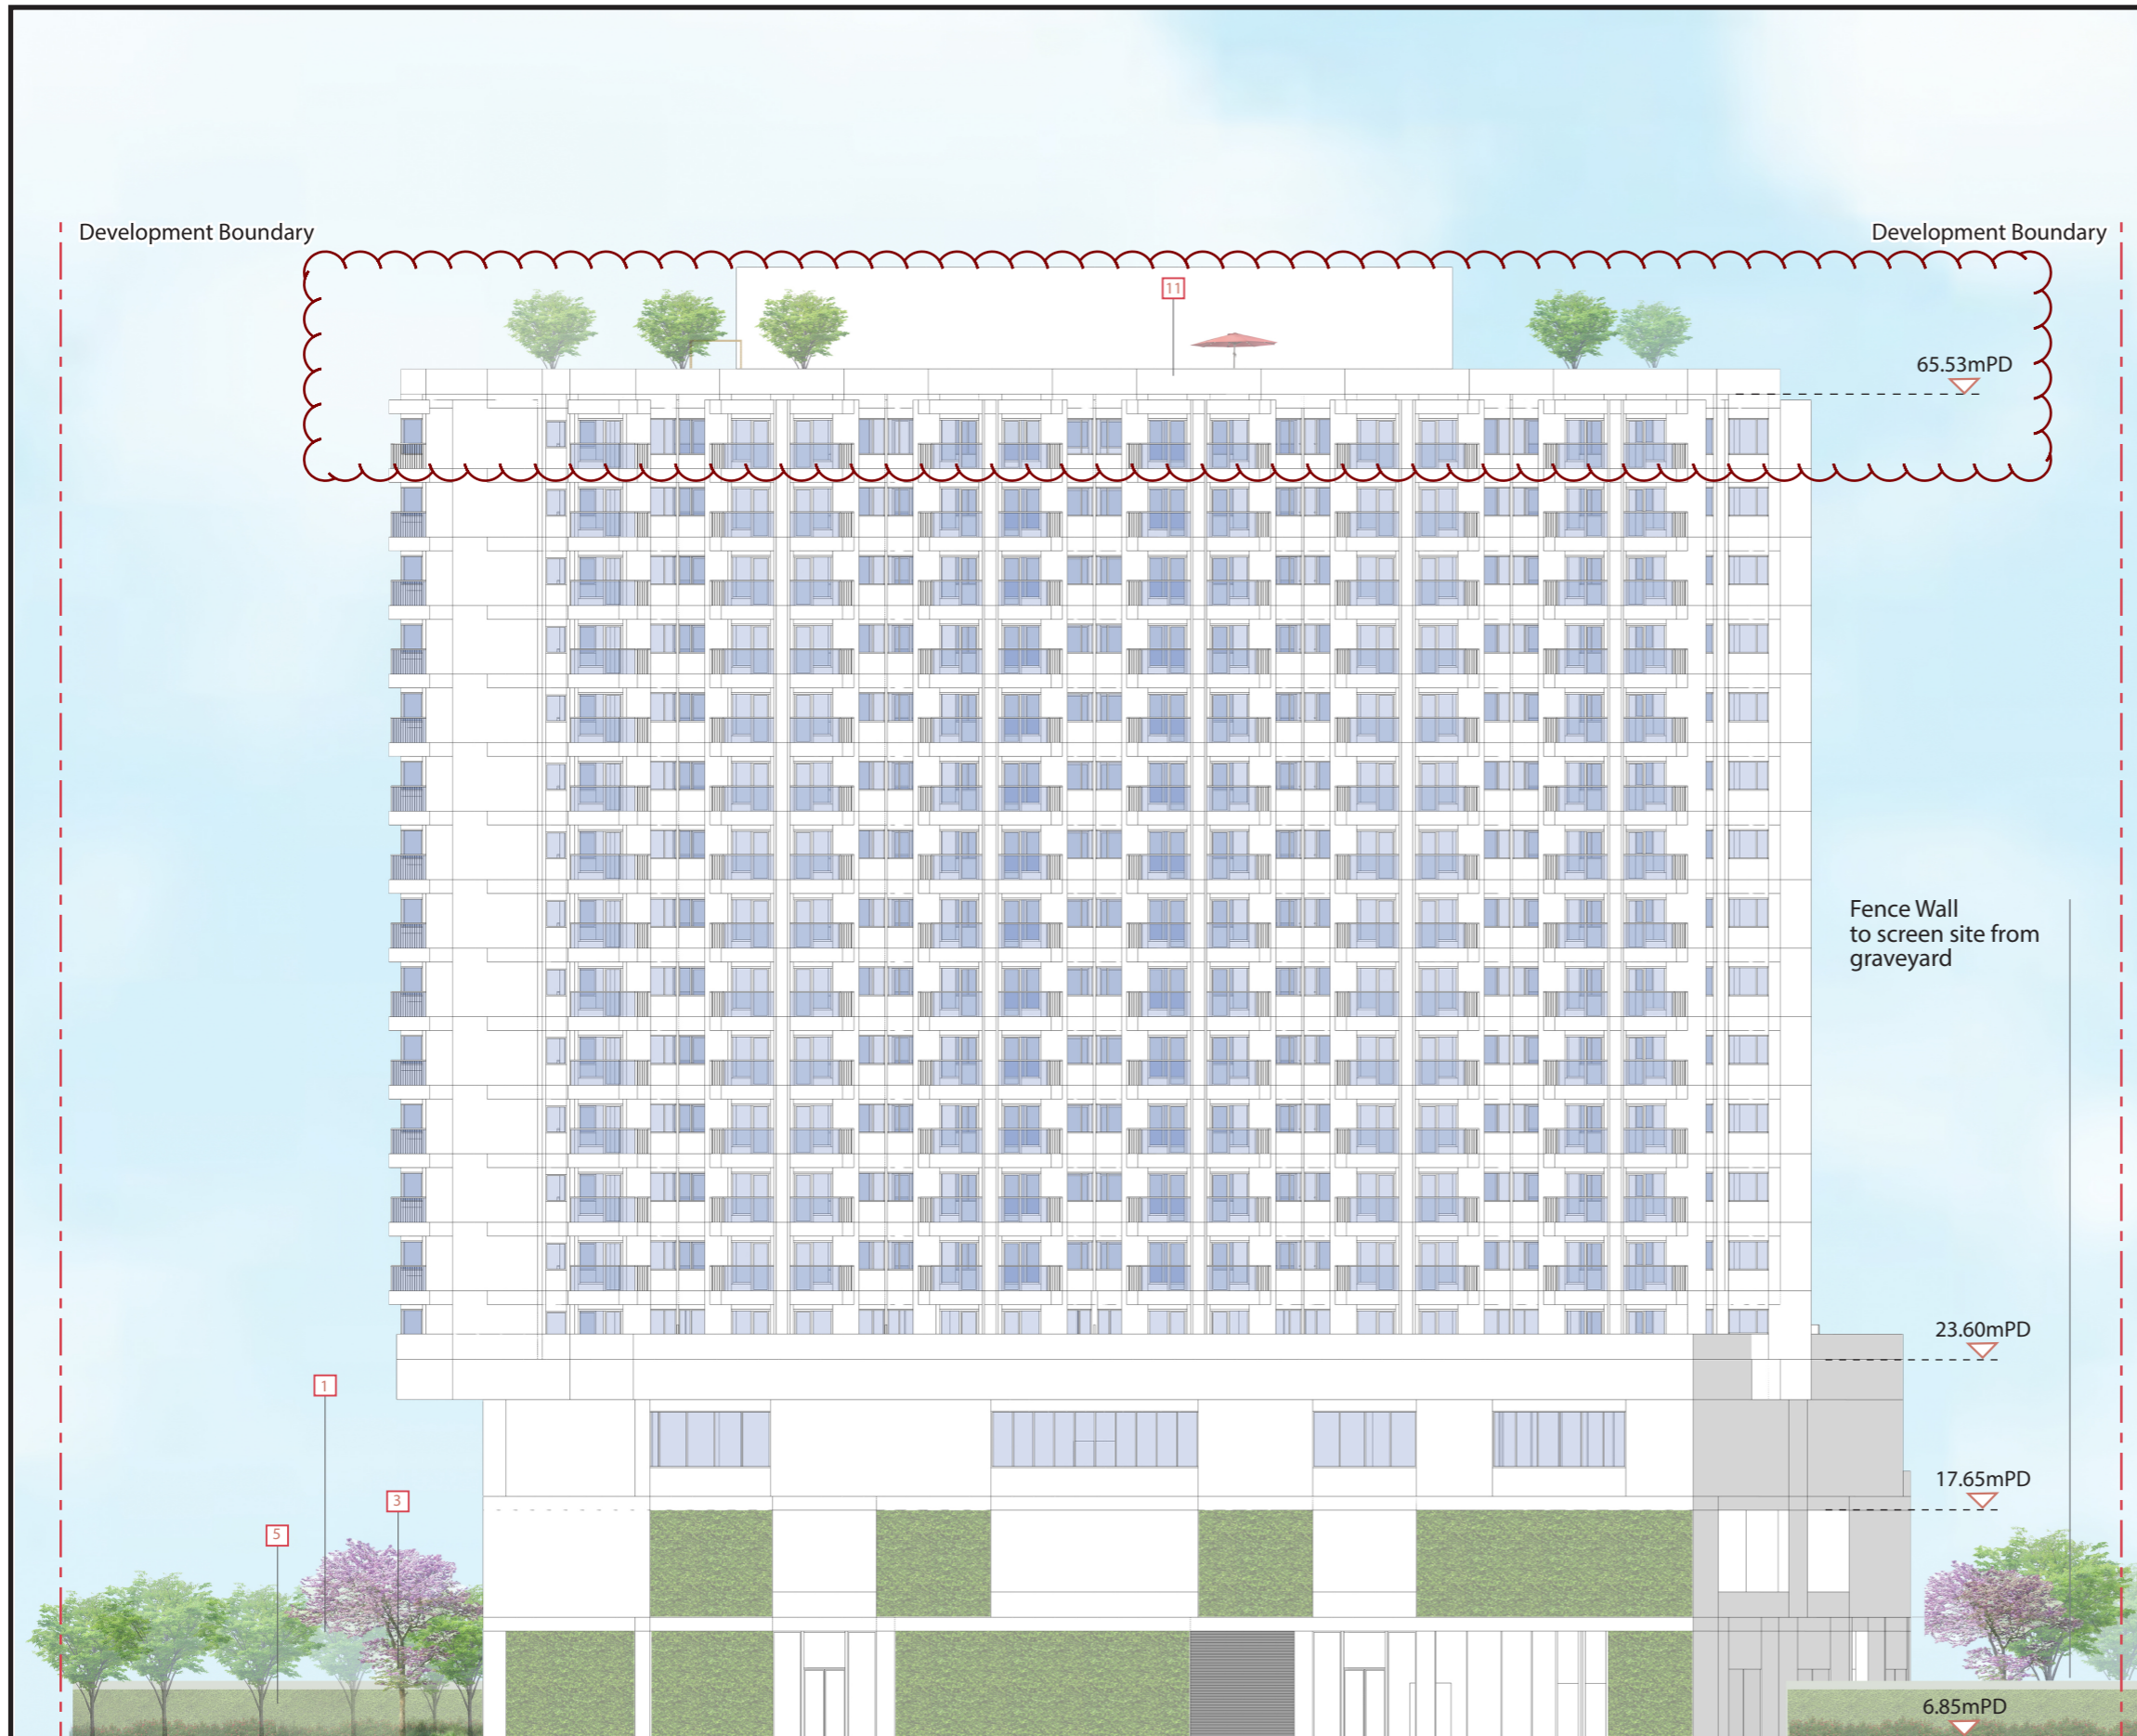 Development Boundary
Development Boundary
11
65.53mPD
Fence Wall
to screen site from
graveyard
23.60mPD
1
17.65mPD
3
5
6.85mPD